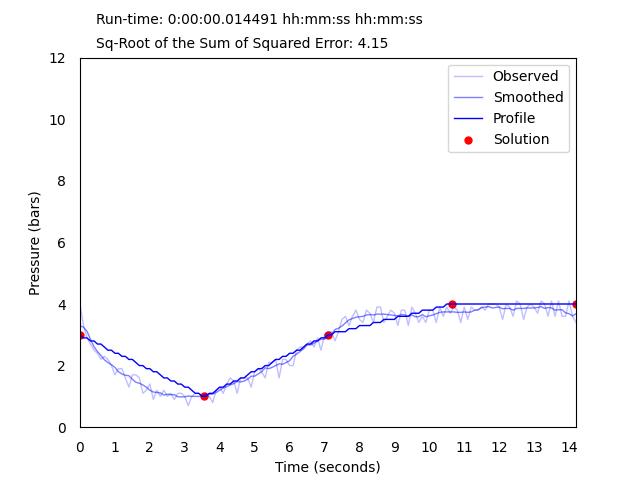 Run-time: 0:00:00.014491 hh:mm:ss hh:mm:ss
Sq-Root of the Sum of Squared Error: 4.15
12
10
8
6
4
2
0
Pressure (bars)
Observed
Smoothed
Profile
Solution
0 1 2 3 4 5 6 7 8 9 10 11 12 13 14
Time (seconds)